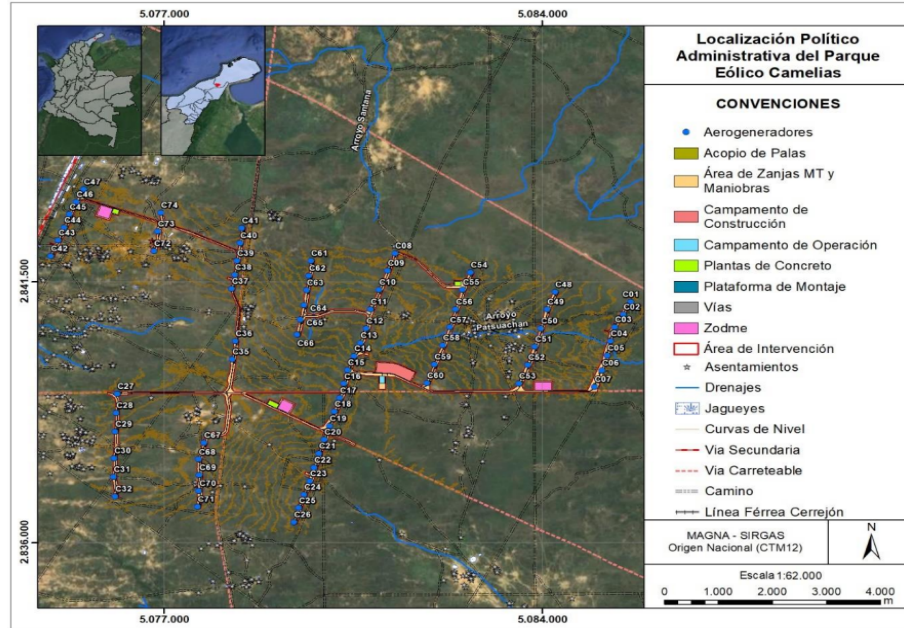 5.077.000
5.084.000
Localización Político
Administrativa del Parque
Eólico Camelias
CONVENCIONES
Aerogeneradores
Acopio de Palas
Área de Zanjas MT y
Maniobras
Campamento de
Construcción
Campamento de Operación
Plantas de Concreto
Plataforma de Montaje
Vías
Zodme
Área de Intervención
Asentamientos
Drenajes
Jagueyes
Curvas de Nivel
Via Secundaria
Via Carreteable
Camino
Línea Férrea Cerrejón
MAGNA - SIRGAS
Origen Nacional (CTM12)
N
Escala 1:62.000
0 1.000 2.000 3.000 4.000
m
Arroyo Santana
2.841.500
2.836.000
C47
C46
C45
C44
C43
C42
C74
C73
C72
C41
C40
C39
C38
C37
C36
C35
C61
C62
C63
C64
C65
C66
C08
C09
C10
C11
C12
C13
C14
C15
C16
C17
C18
C19
C20
C21
C22
C23
C24
C25
C26
C54
C55
C56
C57
C58
C59
C60
Arroyo
Patsuachan
C48
C49
C50
C51
C52
C53
C01
C02
C03
C04
C05
C06
C07
C27
C28
C29
C30
C31
C32
C67
C68
C69
C70
C71
5.077.000
5.084.000